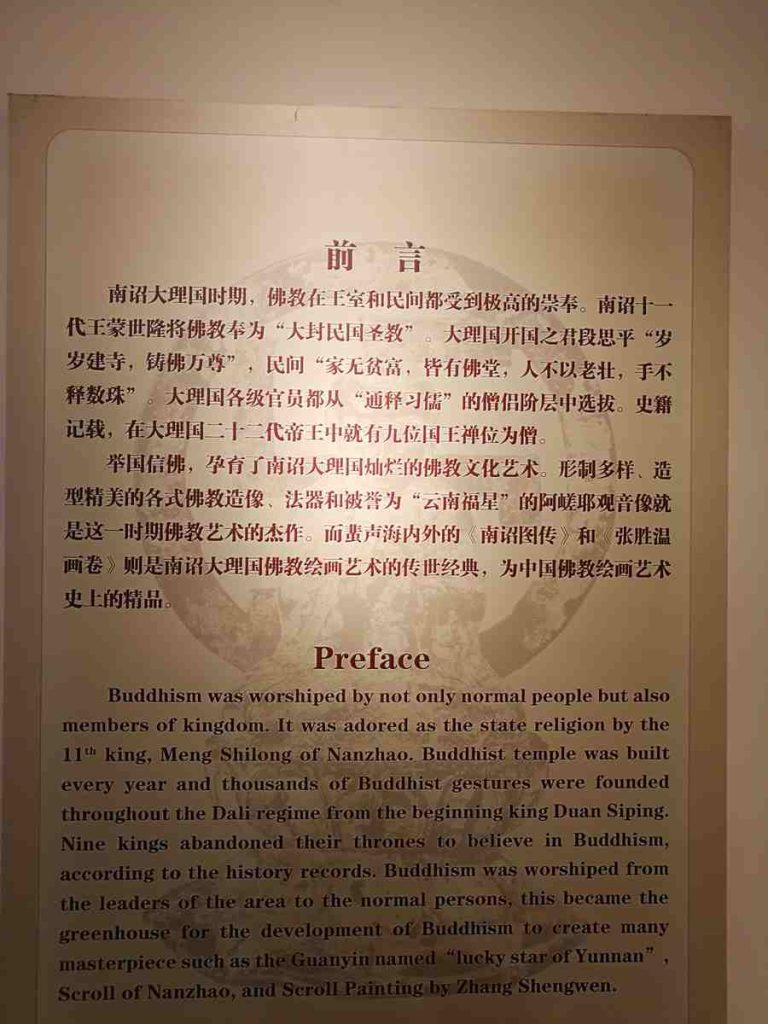 前 言
南诏大理国时期，佛教在王室和民间都受到极高的崇奉。南诏十一
代王蒙世隆将佛教奉为“大封民国圣教”。大理国开国之君段思平“岁
岁建寺，铸佛万尊”，民间“家无贫富，皆有佛堂，人不以老壮，手不
释数珠”。大理国各级官员都从“通释习儒”的僧侣阶层中选拔。史籍
记载，在大理国二十二代帝王中就有九位国王禅位为僧。
举国信佛，孕育了南诏大理国灿烂的佛教文化艺术。形制多样、造
型精美的各式佛教造像、法器和被誉为“云南福星”的阿嵯耶观音像就
是这一时期佛教艺术的杰作。而蜚声海内外的《南诏图传》和《张胜温
画卷》则是南诏大理国佛教绘画艺术的传世经典，为中国佛教绘画艺术
史上的精品。
Preface
Buddhism was worshiped by not only normal people but also
members of kingdom. It was adored as the state religion by the
11th king, Meng Shilong of Nanzhao. Buddhist temple was built
every year and thousands of Buddhist gestures were founded
throughout the Dali regime from the beginning king Duan Siping.
Nine kings abandoned their thrones to believe in Buddhism,
according to the history records. Buddhism was worshiped from
the leaders of the area to the normal persons, this became the
greenhouse for the development of Buddhism to create many
masterpiece such as the Guanyin named “lucky star of Yunnan”,
Scroll of Nanzhao, and Scroll Painting by Zhang Shengwen.